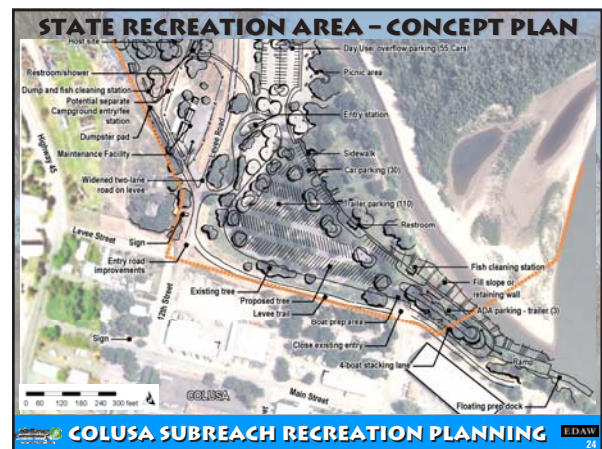 STATE RECREATION AREA – CONCEPT PLAN
Host site
Day Use/ overflow parking (55 Cars)
Restroom/shower
Picnic area
Dump and fish cleaning station
Potential separate
Campground entry/fee
station
Entry station
Dumpster pad
Levee Road
Highway 45
Maintenance Facility
Sidewalk
Car parking (30)
Widened two-lane
road on levee
Trailer parking (110)
Restroom
Levee Street
Sign
Entry road
improvements
Fish cleaning station
Fill slope or
retaining wall
Existing tree
Proposed tree
Levee trail
12th Street
ADA parking - trailer (3)
Boat prep area
Close existing entry
Sign
4-boat stacking lane
Ramp
Main Street
COLUSA
0 60 120 180 240 300 feet
Floating prep dock
COLUSA SUBREACH RECREATION PLANNING
EDAW
24